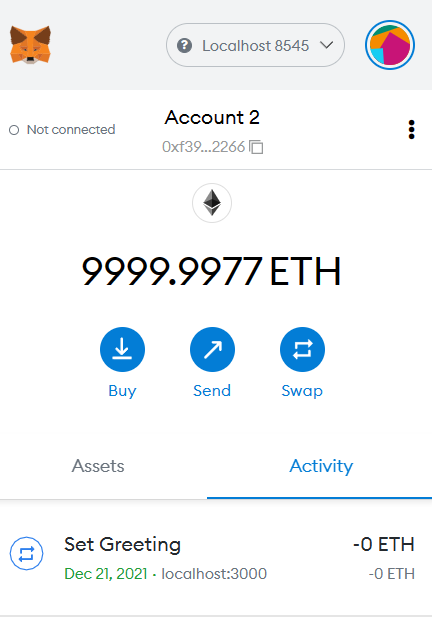 ? Localhost 8545
Not connected
Account 2
0xf39...2266
9999.9977 ETH
Buy Send Swap
Assets Activity
Set Greeting -0 ETH
Dec 21, 2021 · localhost:3000 -0 ETH